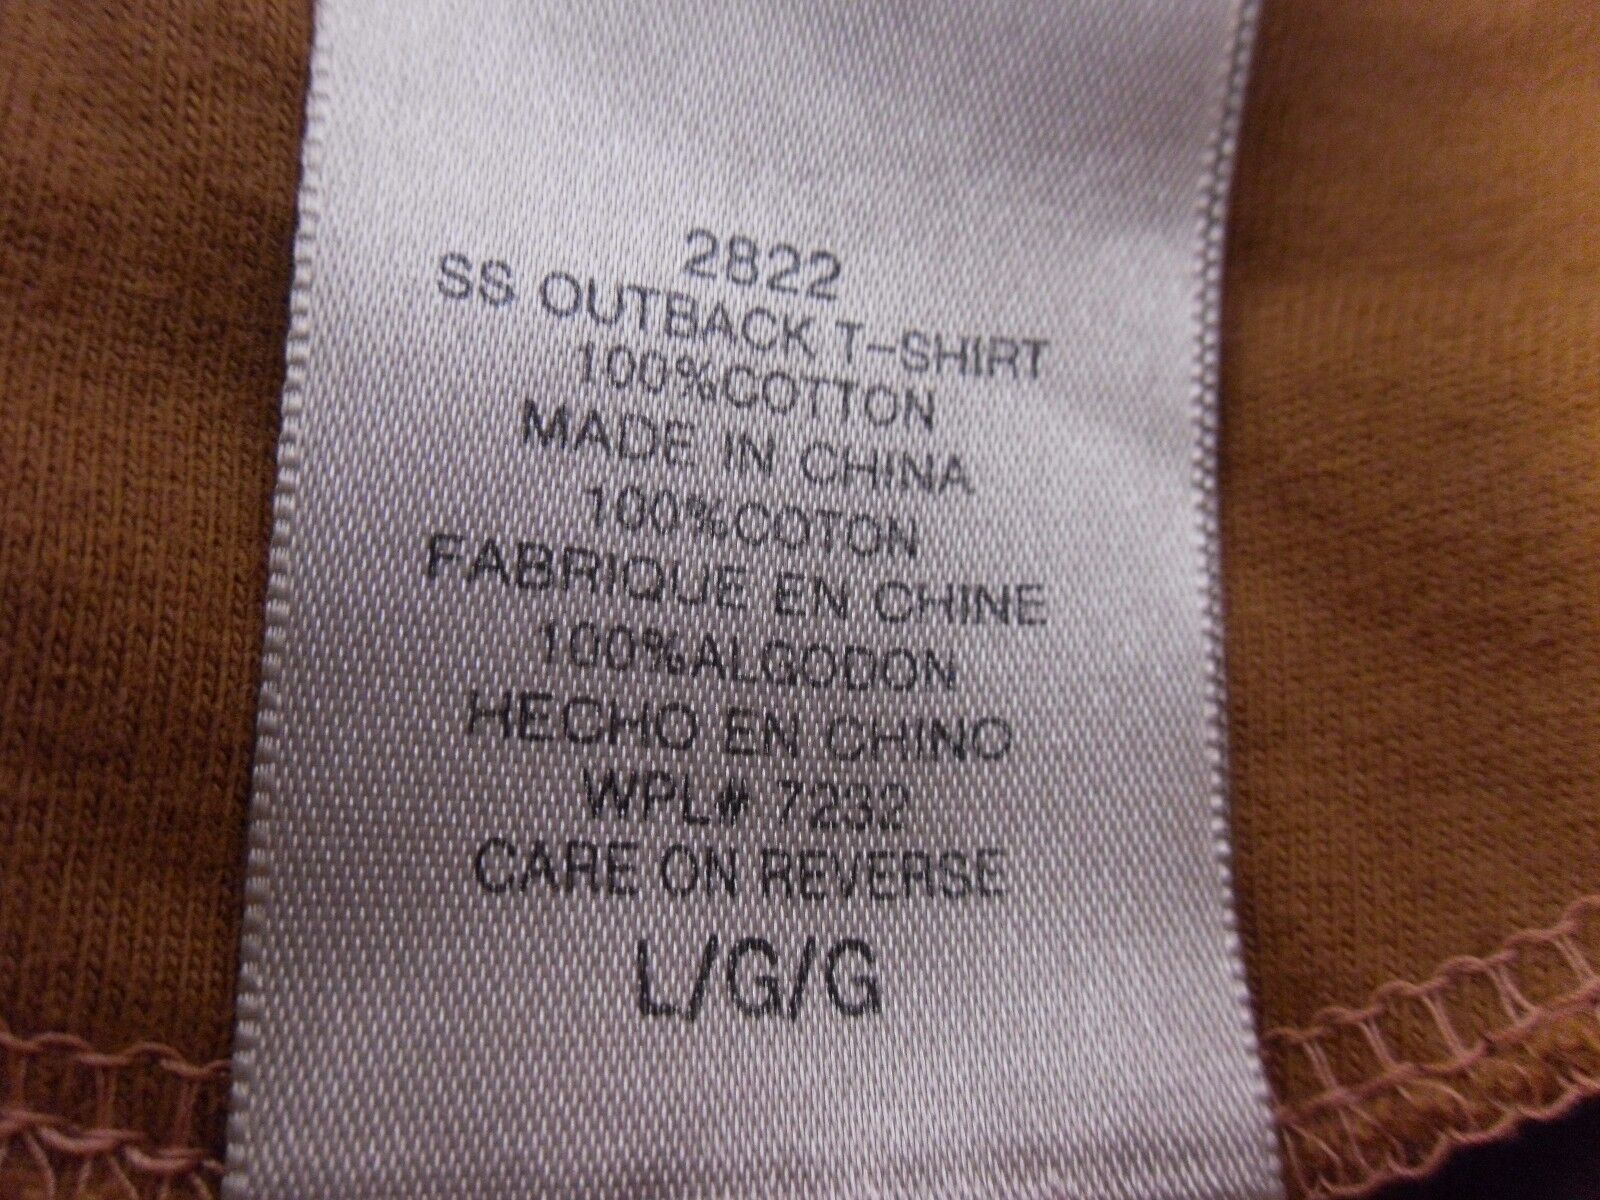 2822
SS OUTBACK T-SHIRT
100%COTTON
MADE IN CHINA
100%COTON
FABRIQUE EN CHINE
100%ALGODON
HECHO EN CHINO
WPL# 7232
CARE ON REVERSE
L/G/G